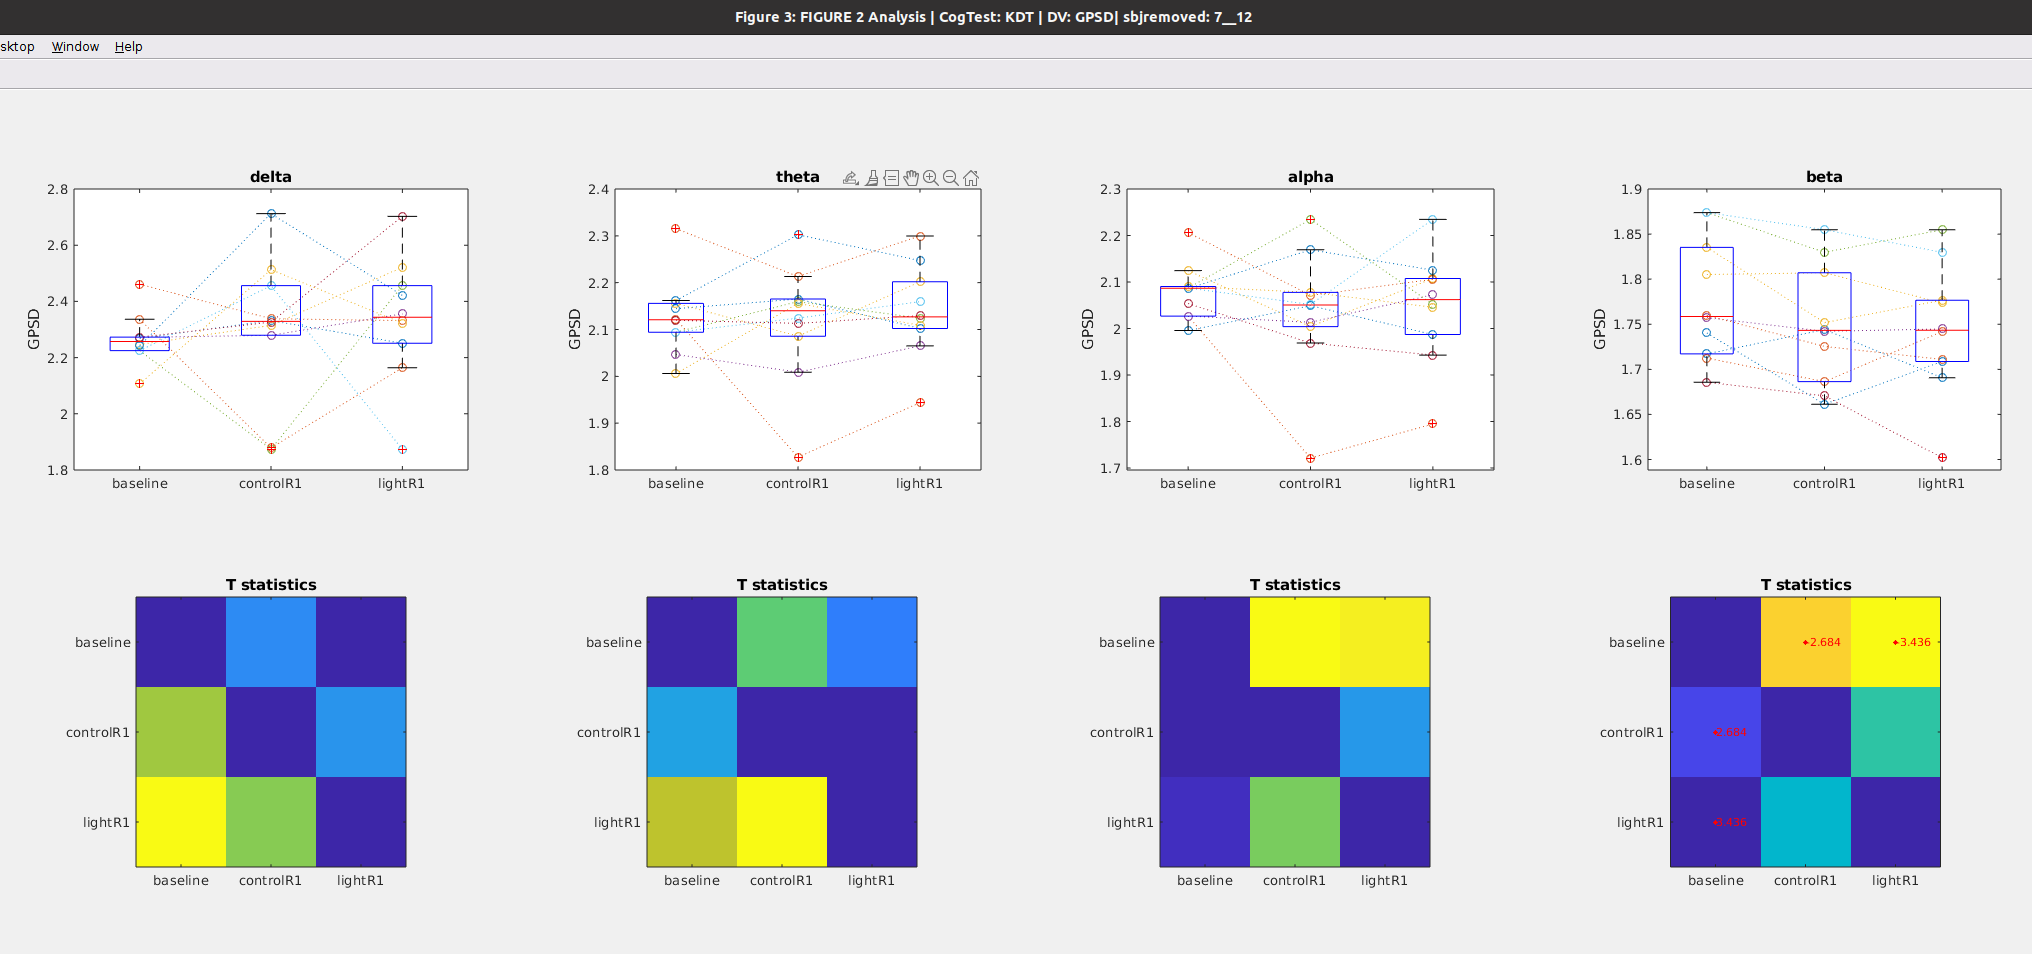 Figure 3: FIGURE 2 Analysis | CogTest: KDT | DV: GPSD| sbjremoved: 7__12
sktop Window Help
delta
GPSD
2.8
2.6
2.4
2.2
2
1.8
baseline controlR1 lightR1
theta
GPSD
2.4
2.3
2.2
2.1
2
1.9
1.8
baseline controlR1 lightR1
alpha
GPSD
2.3
2.2
2.1
2
1.9
1.8
1.7
baseline controlR1 lightR1
beta
GPSD
1.9
1.85
1.8
1.75
1.7
1.65
1.6
baseline controlR1 lightR1
T statistics
baseline
controlR1
lightR1
baseline controlR1 lightR1
T statistics
baseline
controlR1
lightR1
baseline controlR1 lightR1
T statistics
baseline
controlR1
lightR1
baseline controlR1 lightR1
T statistics
baseline
2.684 3.436
controlR1
-2.684
lightR1
-3.436
baseline controlR1 lightR1